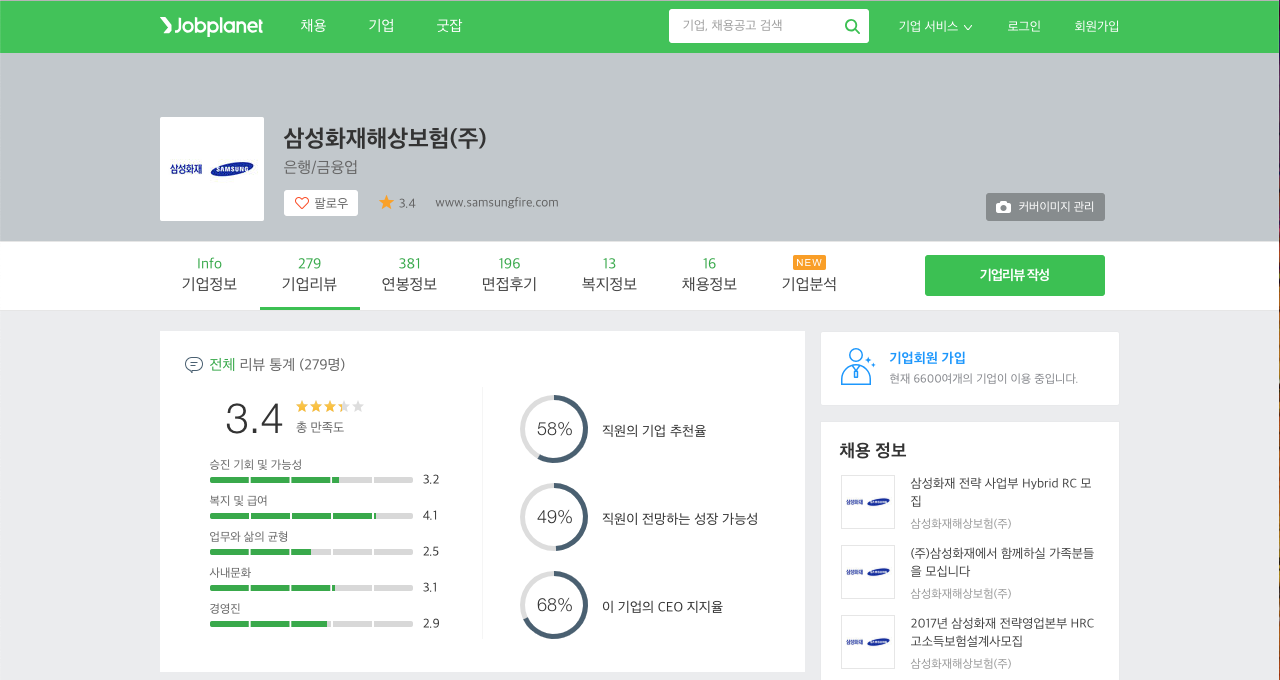 Jobplanet
채용
기업
굿잡
기업, 채용공고 검색
기업 서비스
로그인
회원가입
삼성화재 SAMSUNG
삼성화재해상보험(주)
은행/금융업
팔로우
3.4
www.samsungfire.com
커버이미지 관리
Info
기업정보
279
기업리뷰
381
연봉정보
196
면접후기
13
복지정보
16
채용정보
NEW
기업분석
기업리뷰 작성
전체 리뷰 통계 (279명)
3.4
총 만족도
승진 기회 및 가능성
3.2
복지 및 급여
4.1
업무와 삶의 균형
2.5
사내문화
3.1
경영진
2.9
58%
직원의 기업 추천율
49%
직원이 전망하는 성장 가능성
68%
이 기업의 CEO 지지율
기업회원 가입
현재 6600여개의 기업이 이용 중입니다.
채용 정보
삼성화재 SAMSUNG
삼성화재 전략 사업부 Hybrid RC 모
집
삼성화재해상보험(주)
삼성화재 SAMSUNG
(주)삼성화재에서 함께하실 가족분들
을 모십니다
삼성화재해상보험(주)
삼성화재 SAMSUNG
2017년 삼성화재 전략영업본부 HRC
고소득보험설계사모집
삼성화재해상보험(주)